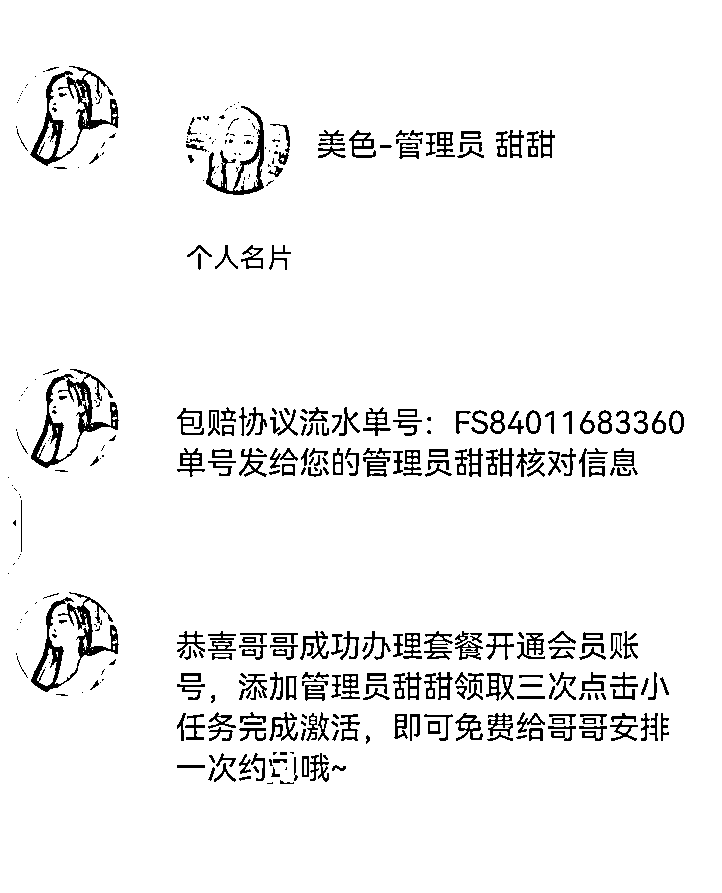 美色-管理员 甜甜
个人名片
包赔协议流水单号：FS84011683360
单号发给您的管理员甜甜核对信息
恭喜哥哥成功办理套餐开通会员账
号，添加管理员甜甜领取三次点击小
任务完成激活，即可免费给哥哥安排
一次约哦~